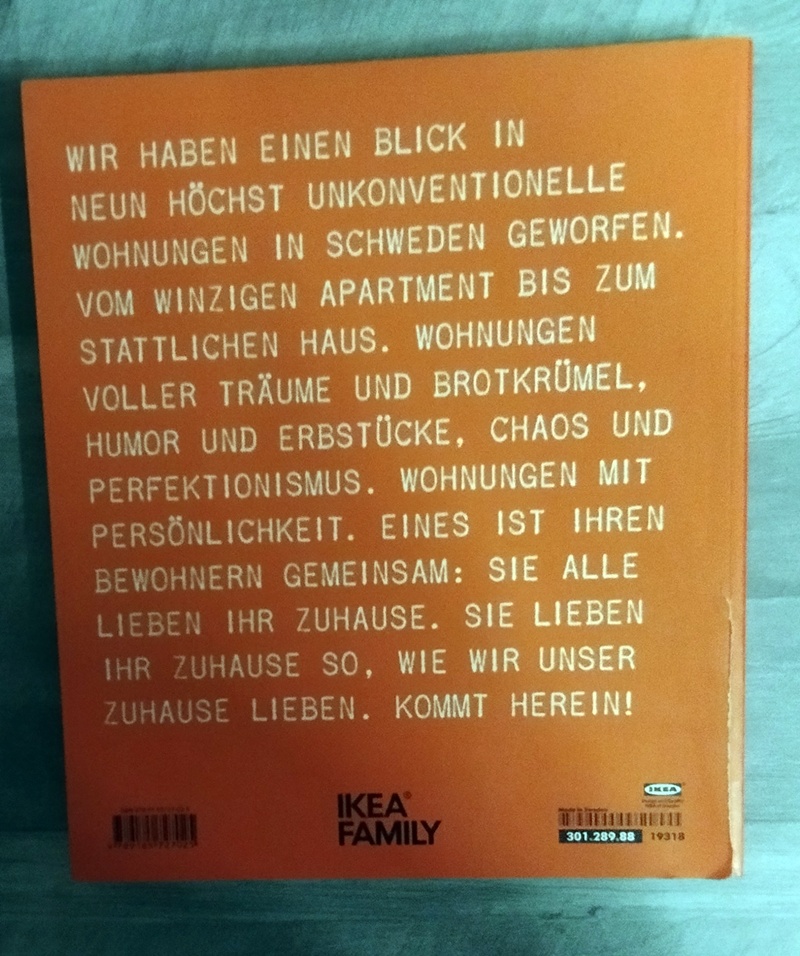 WIR HABEN EINEN BLICK IN
NEUN HÖCHST UNKONVENTIONELLE
WOHNUNGEN IN SCHWEDEN GEWORFEN.
VOM WINZIGEN APARTMENT BIS ZUM
STATTLICHEN HAUS. WOHNUNGEN
VOLLER TRÄUME UND BROTKRÜMEL,
HUMOR UND ERBSTÜCKE, CHAOS UND
PERFEKTIONISMUS. WOHNUNGEN MIT
PERSÖNLICHKEIT. EINES IST IHREN
BEWOHNERN GEMEINSAM: SIE ALLE
LIEBEN IHR ZUHAUSE. SIE LIEBEN
IHR ZUHAUSE SO, WIE WIR UNSER
ZUHAUSE LIEBEN. KOMMT HEREIN!
IKEA®
FAMILY
IKEA
Made in Sweden
301.289.88 19318